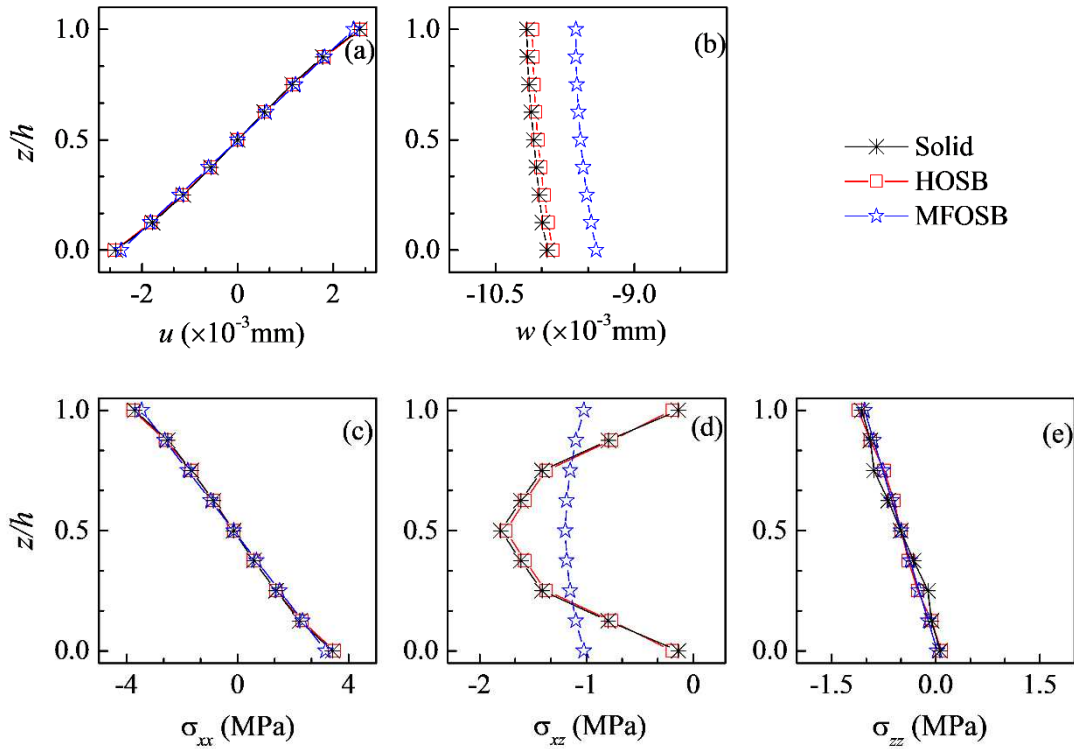 1.0
0.5
0.0
z/h
(a)
-2 0 2
u (×10⁻³mm)
(b)
-10.5 -9.0
w (×10⁻³mm)
Solid
HOSB
MFOSB
1.0
0.5
0.0
z/h
(c)
-4 0 4
σxx (MPa)
(d)
-2 -1 0
σxz (MPa)
(e)
-1.5 0.0 1.5
σzz (MPa)